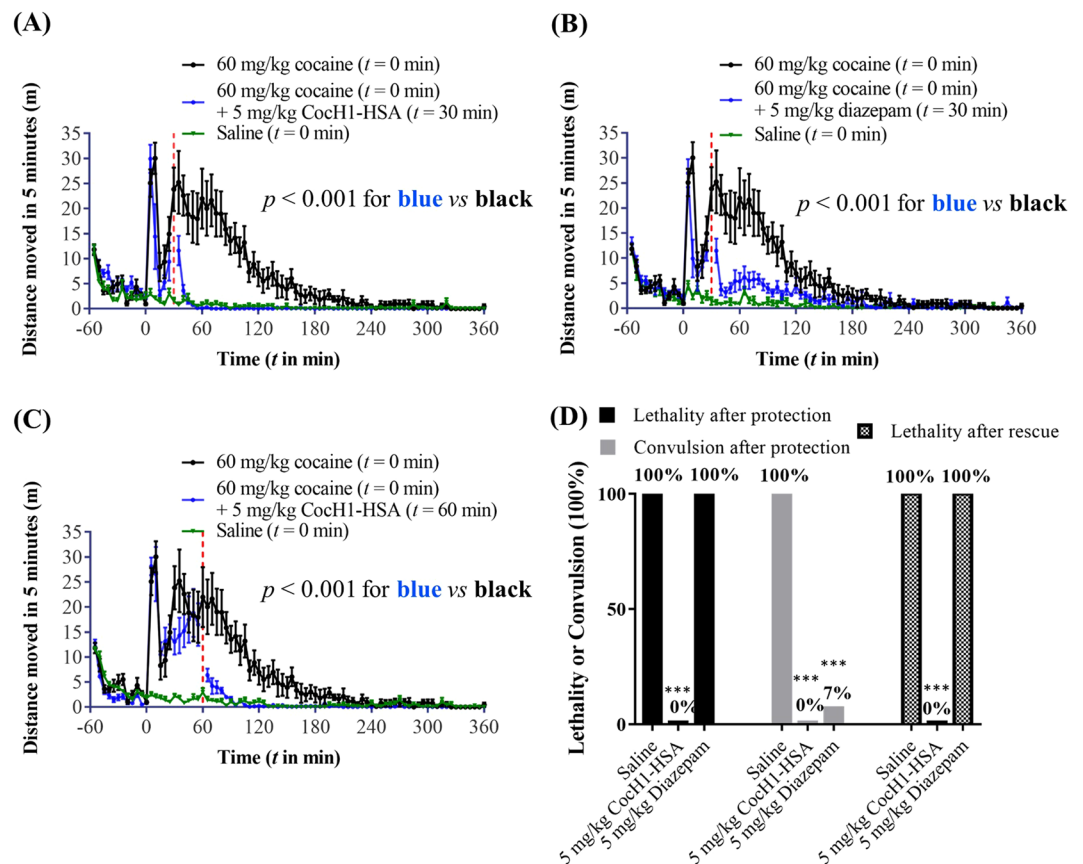 (A)
60 mg/kg cocaine (t = 0 min)
60 mg/kg cocaine (t = 0 min)
+ 5 mg/kg CocH1-HSA (t = 30 min)
Saline (t = 0 min)
p < 0.001 for blue vs black
Distance moved in 5 minutes (m)
35
30
25
20
15
10
5
0
-60 0 60 120 180 240 300 360
Time (t in min)
(B)
60 mg/kg cocaine (t = 0 min)
60 mg/kg cocaine (t = 0 min)
+ 5 mg/kg diazepam (t = 30 min)
Saline (t = 0 min)
p < 0.001 for blue vs black
Distance moved in 5 minutes (m)
35
30
25
20
15
10
5
0
-60 0 60 120 180 240 300 360
Time (t in min)
(C)
60 mg/kg cocaine (t = 0 min)
60 mg/kg cocaine (t = 0 min)
+ 5 mg/kg CocH1-HSA (t = 60 min)
Saline (t = 0 min)
p < 0.001 for blue vs black
Distance moved in 5 minutes (m)
35
30
25
20
15
10
5
0
-60 0 60 120 180 240 300 360
Time (t in min)
(D)
Lethality after protection
Convulsion after protection
Lethality after rescue
Lethality or Convulsion (100%)
100
50
0
100% *** 0% 100%
100% *** 0% *** 7%
100% *** 0% 100%
Saline
5 mg/kg CocH1-HSA
5 mg/kg Diazepam
Saline
5 mg/kg CocH1-HSA
5 mg/kg Diazepam
Saline
5 mg/kg CocH1-HSA
5 mg/kg Diazepam